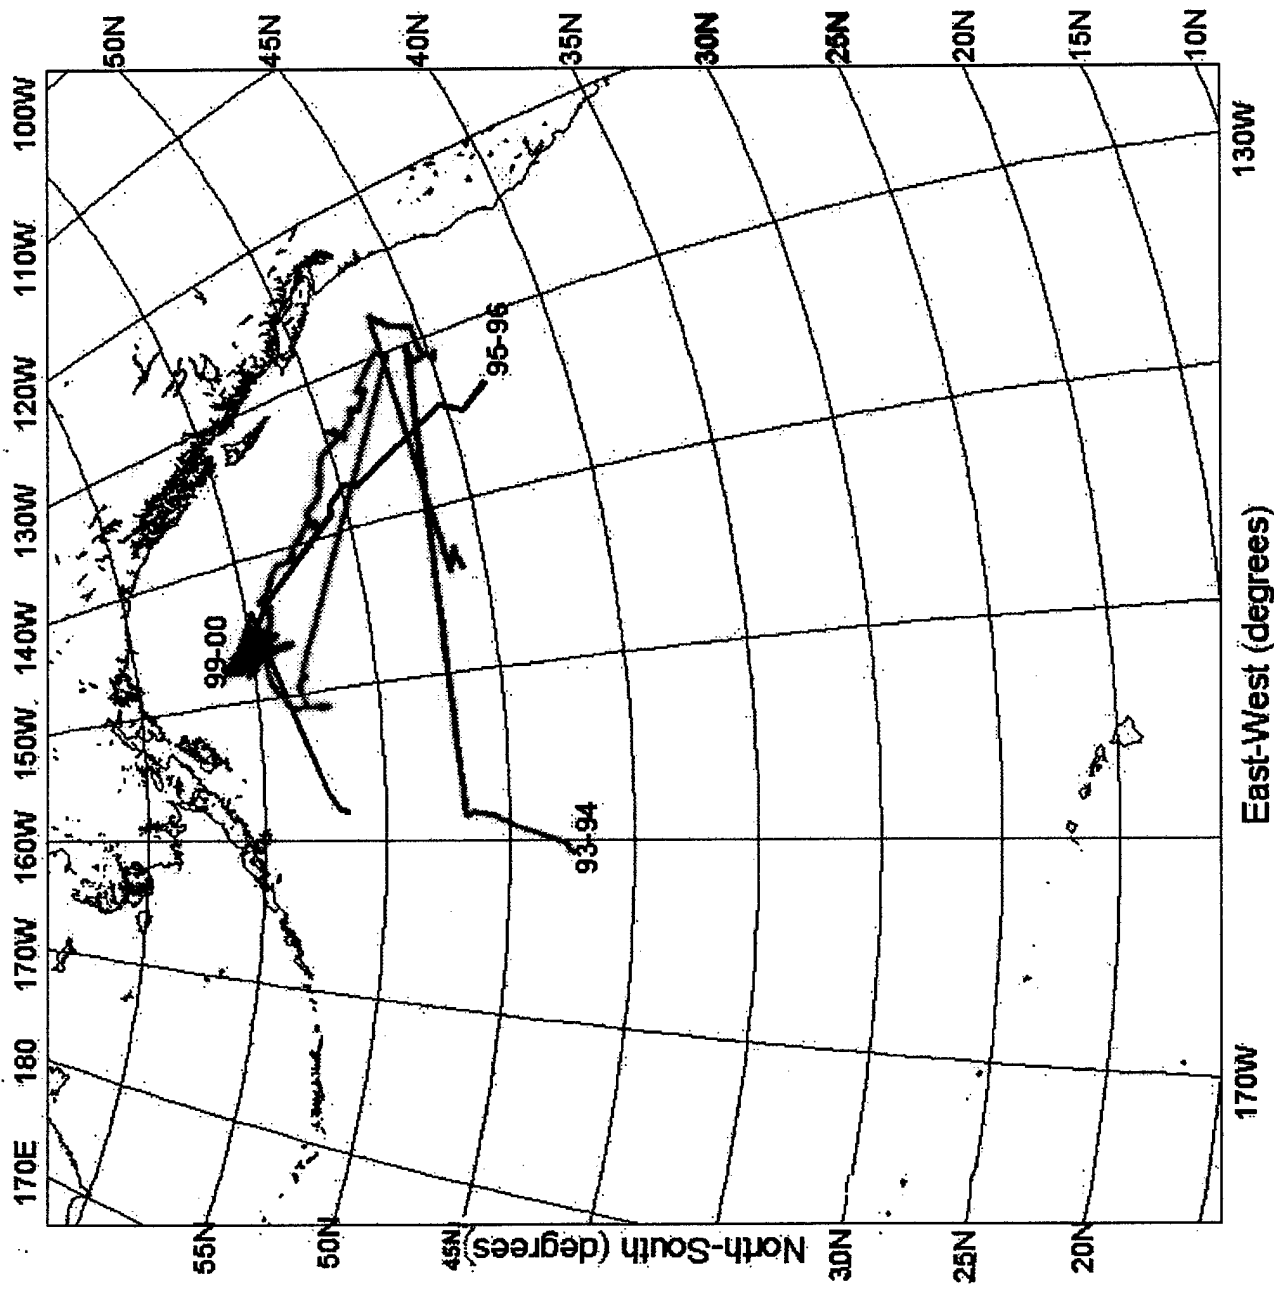 170E
180
170W
160W
150W.
140W
130W
120W
110W
100W
50N
45N
40N
35N
30N
25N
20N
15N
10N
55N
50N
45N
30N
25N
20N
North-South (degrees)
99-00
95-96
93-94
170W
130W
East-West (degrees)